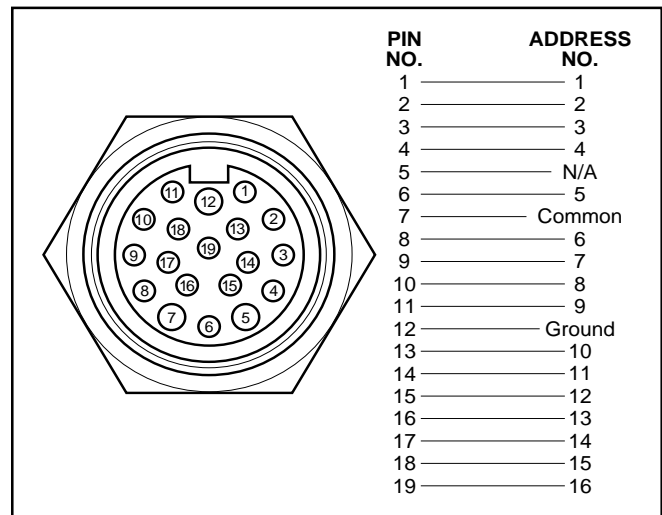 PIN NO. ADDRESS NO.
1 1
2 2
3 3
4 4
5 N/A
6 5
7 Common
8 6
9 7
10 8
11 9
12 Ground
13 10
14 11
15 12
16 13
17 14
18 15
19 16
11 12 1
10 18 13 2
9 17 19 14 3
8 16 15 4
7 6 5